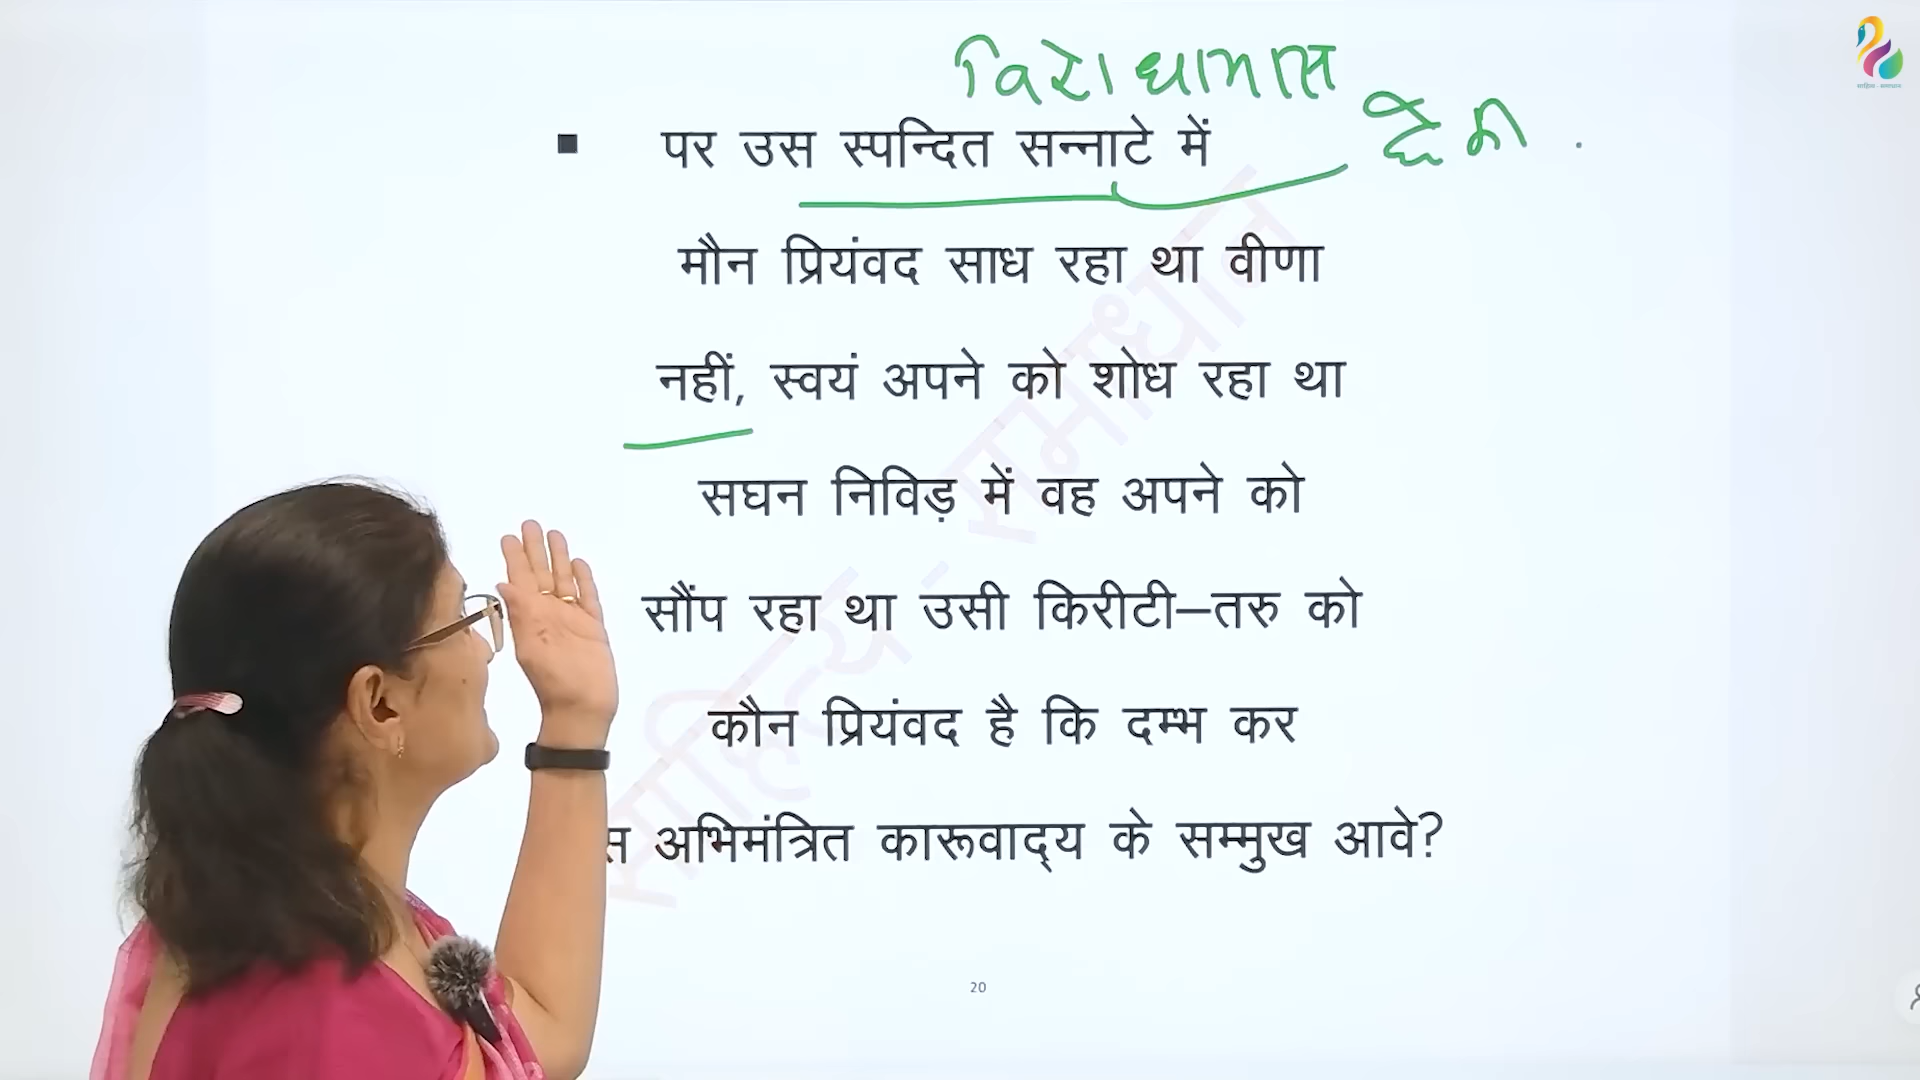 विरोधाभास
पर उस स्पन्दित सन्नाटे में
मौन प्रियंवद साध रहा था वीणा
नहीं, स्वयं अपने को शोध रहा था
सघन निविड़ में वह अपने को
सौंप रहा था उसी किरीटी–तरु को
कौन प्रियंवद है कि दम्भ कर
अभिमंत्रित कारूवाद्य के सम्मुख आवे?
साहित्य - समाधान
20